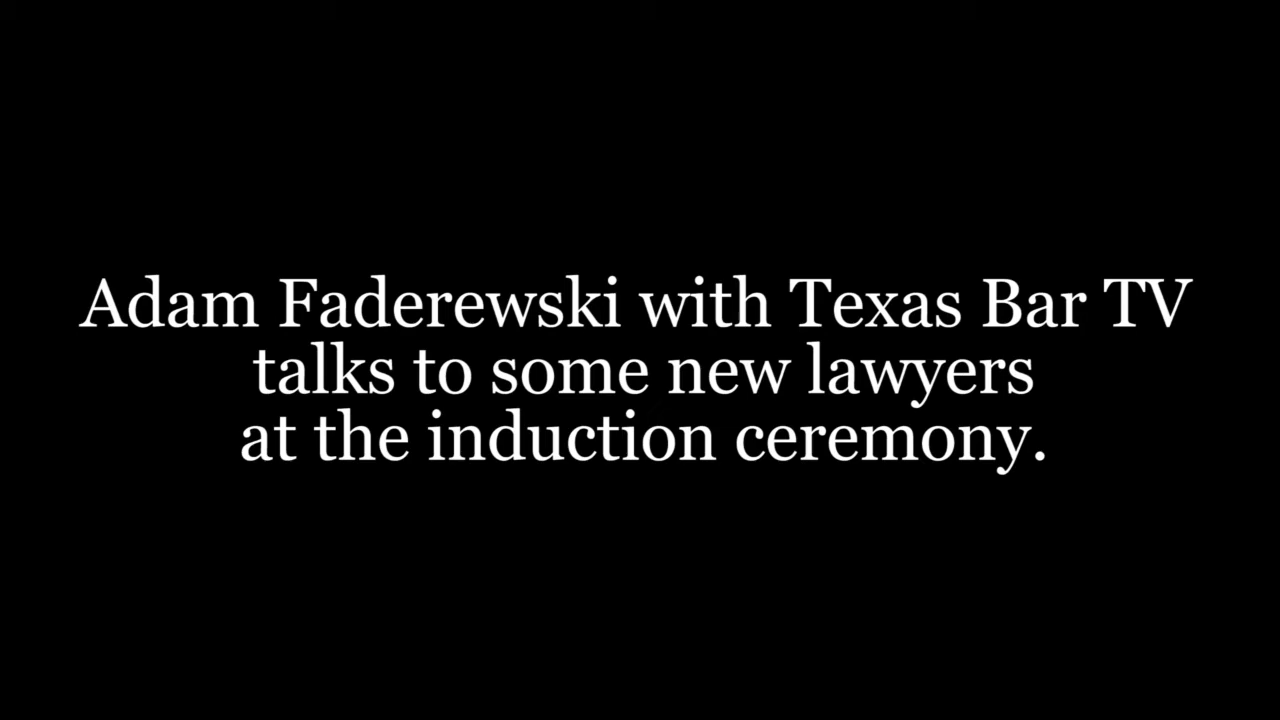 Adam Faderewski with Texas Bar TV
talks to some new lawyers
at the induction ceremony.